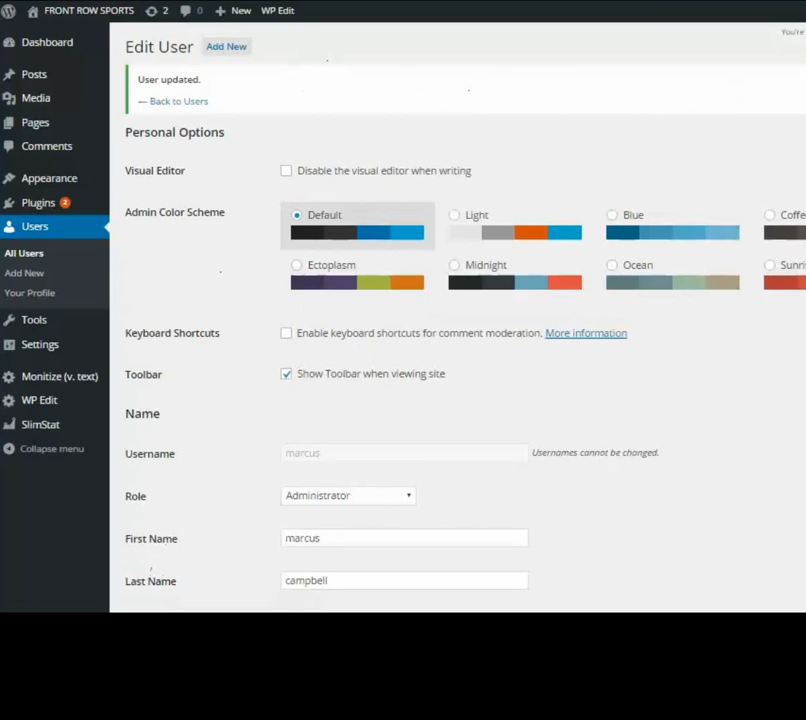 FRONT ROW SPORTS 2 0 New WP Edit
You're
Dashboard
Posts
Media
Pages
Comments
Appearance
Plugins 2
Users
All Users
Add New
Your Profile
Tools
Settings
Monitize (v. text)
WP Edit
SlimStat
Collapse menu
Edit User Add New
User updated.
← Back to Users
Personal Options
Visual Editor Disable the visual editor when writing
Admin Color Scheme Default Light Blue Coffe
Ectoplasm Midnight Ocean Sunri
Keyboard Shortcuts Enable keyboard shortcuts for comment moderation. More information
Toolbar Show Toolbar when viewing site
Name
Username marcus Usernames cannot be changed.
Role Administrator
First Name marcus
Last Name campbell